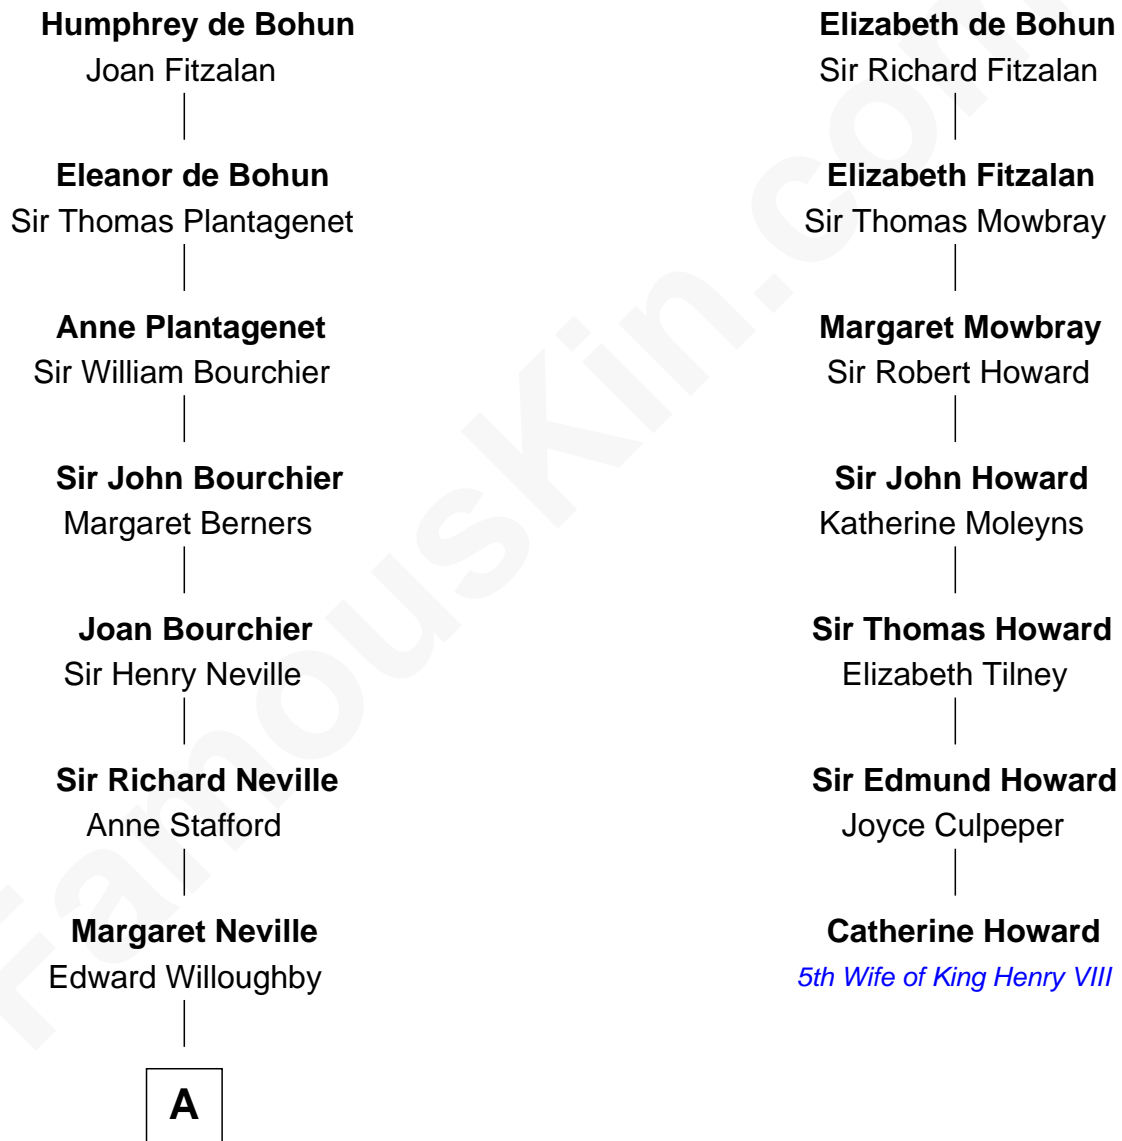 Humphrey de Bohun
Joan Fitzalan
Eleanor de Bohun
Sir Thomas Plantagenet
Anne Plantagenet
Sir William Bourchier
Sir John Bourchier
Margaret Berners
Joan Bourchier
Sir Henry Neville
Sir Richard Neville
Anne Stafford
Margaret Neville
Edward Willoughby
A
Elizabeth de Bohun
Sir Richard Fitzalan
Elizabeth Fitzalan
Sir Thomas Mowbray
Margaret Mowbray
Sir Robert Howard
Sir John Howard
Katherine Moleyns
Sir Thomas Howard
Elizabeth Tilney
Sir Edmund Howard
Joyce Culpeper
Catherine Howard
5th Wife of King Henry VIII
FamousKin.com